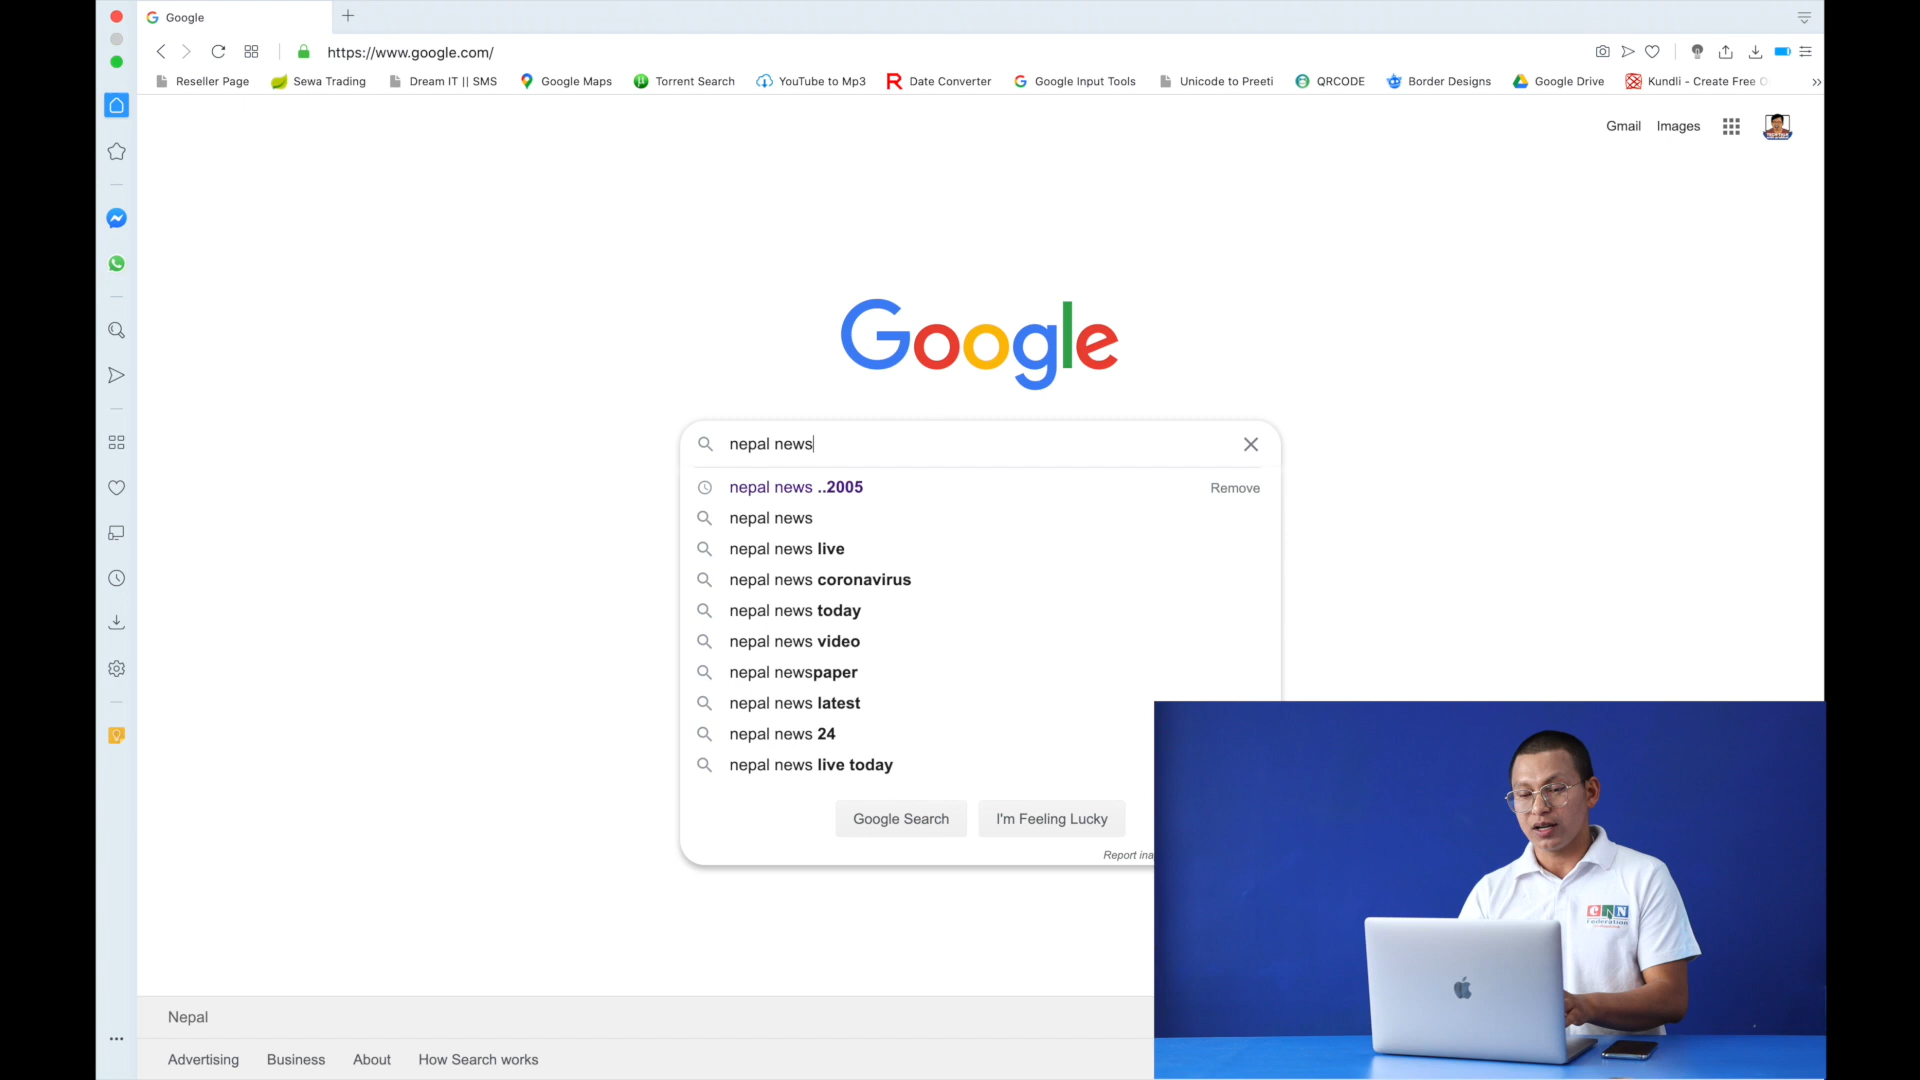 Google
https://www.google.com/
Reseller Page Sewa Trading Dream IT || SMS Google Maps Torrent Search YouTube to Mp3 Date Converter Google Input Tools Unicode to Preeti QRCODE Border Designs Google Drive Kundli - Create Free
Gmail Images
Google
nepal news
nepal news ..2005 Remove
nepal news
nepal news live
nepal news coronavirus
nepal news today
nepal news video
nepal newspaper
nepal news latest
nepal news 24
nepal news live today
Google Search I'm Feeling Lucky
Report ina
CAN
Federation
Nepal
Advertising Business About How Search works